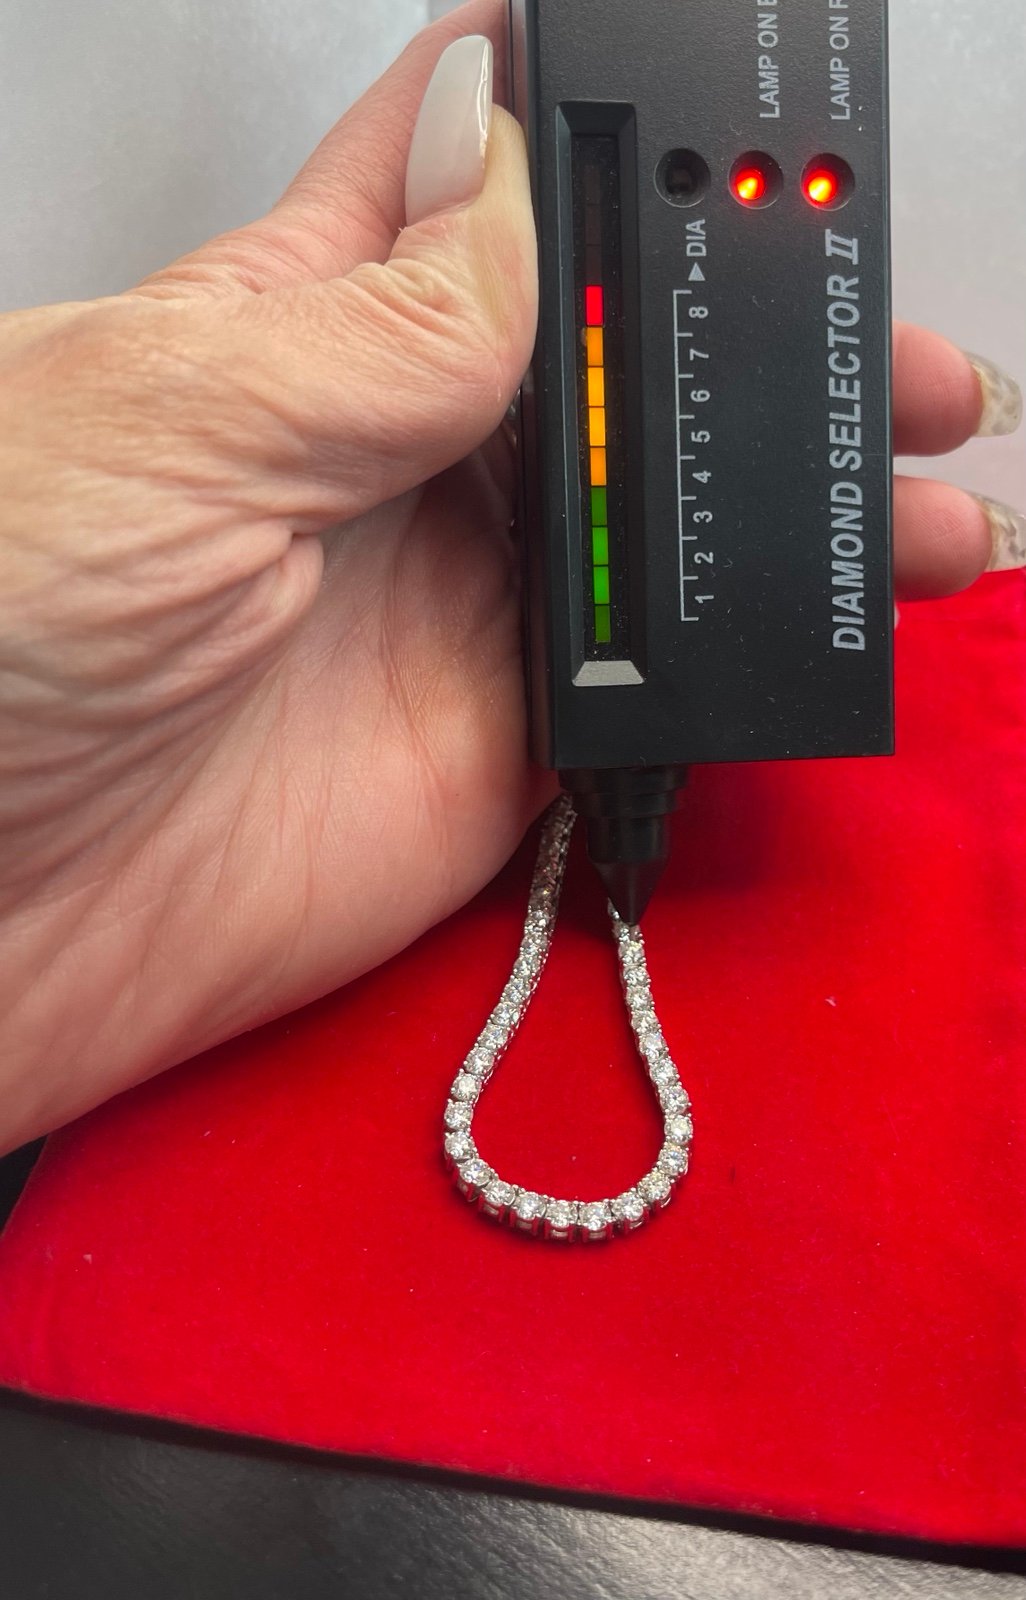 LAMP ON
LAMP ON
▶DIA
1 2 3 4 5 6 7 8
DIAMOND SELECTOR II